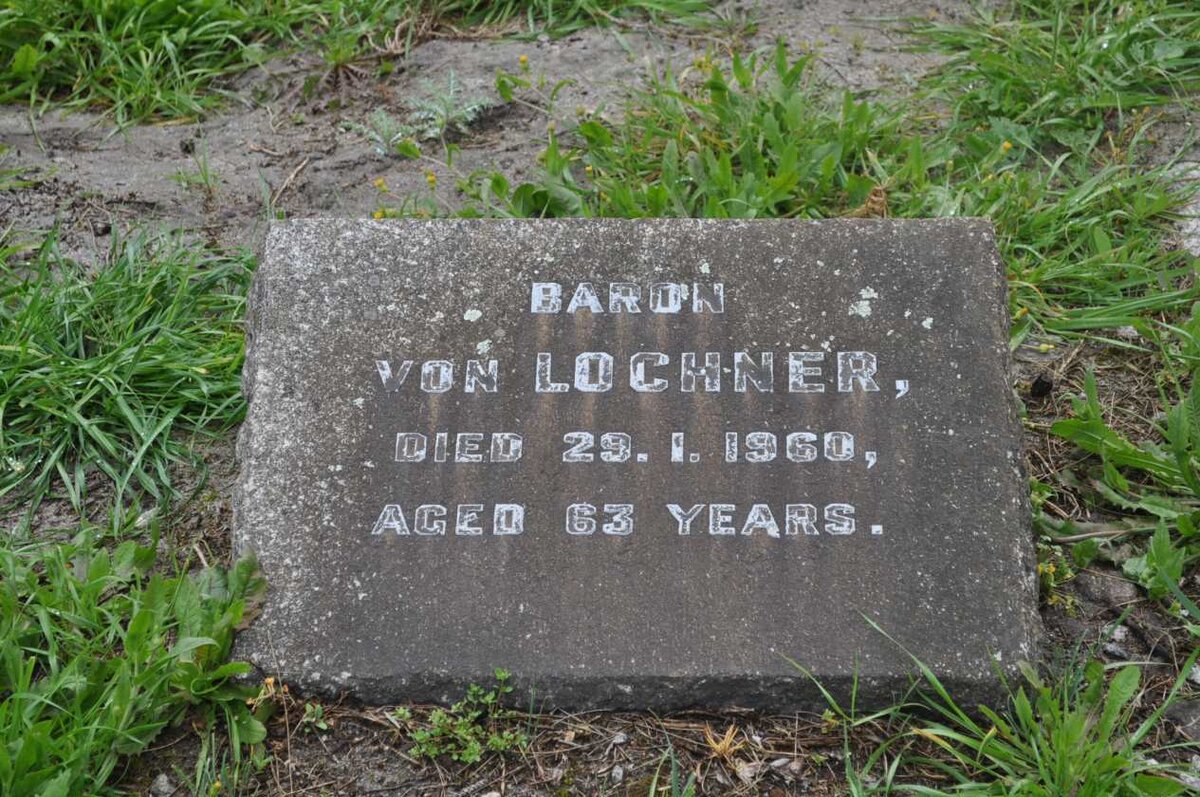 BARON
VON LOCHNER,
DIED 29.1.1960,
AGED 63 YEARS.